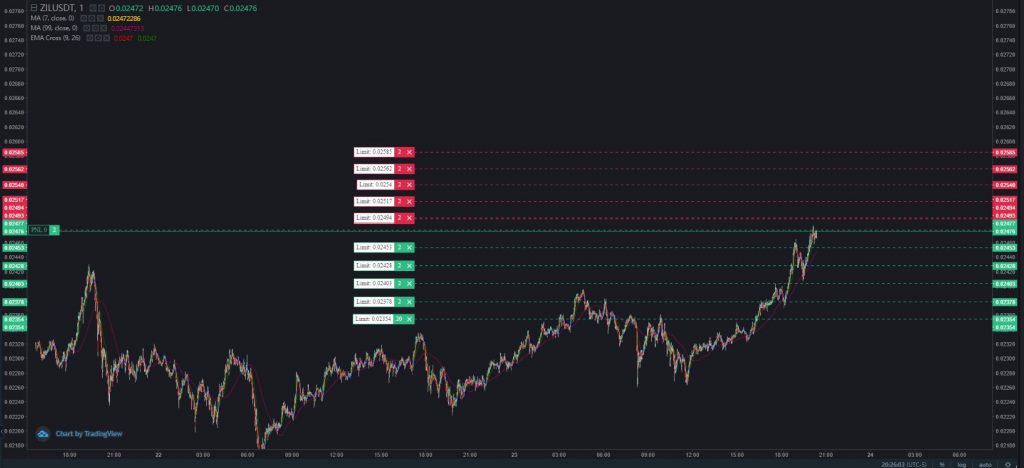 ZILUSDT, 1 O0.02472 H0.02476 L0.02470 C0.02476
MA (7, close, 0) 0.02472286
MA (99, close, 0) 0.02447313
EMA Cross (9, 26) 0.0247 0.0247
0.02780
0.02760
0.02740
0.02720
0.02700
0.02680
0.02660
0.02640
0.02620
0.02600
Limit: 0.02585 2
0.02585
Limit: 0.02562 2
0.02562
Limit: 0.0254 2
0.02540
Limit: 0.02517 2
0.02517
0.02494
Limit: 0.02494 2
0.02493
0.02477
PNL 0 2
0.02476
0.02460
Limit: 0.02453 2
0.02453
0.02440
Limit: 0.02428 2
0.02428
0.02420
Limit: 0.02403 2
0.02403
Limit: 0.02378 2
0.02378
Limit: 0.02354 20
0.02354
0.02354
0.02320
0.02300
0.02280
0.02260
0.02240
0.02220
0.02200
0.02180
Chart by TradingView
18:00 21:00 22 03:00 06:00 09:00 12:00 15:00 18:00 21:00 23 03:00 06:00 09:00 12:00 15:00 18:00 21:00 24 03:00 06:00
20:26:03 (UTC-5) % log auto